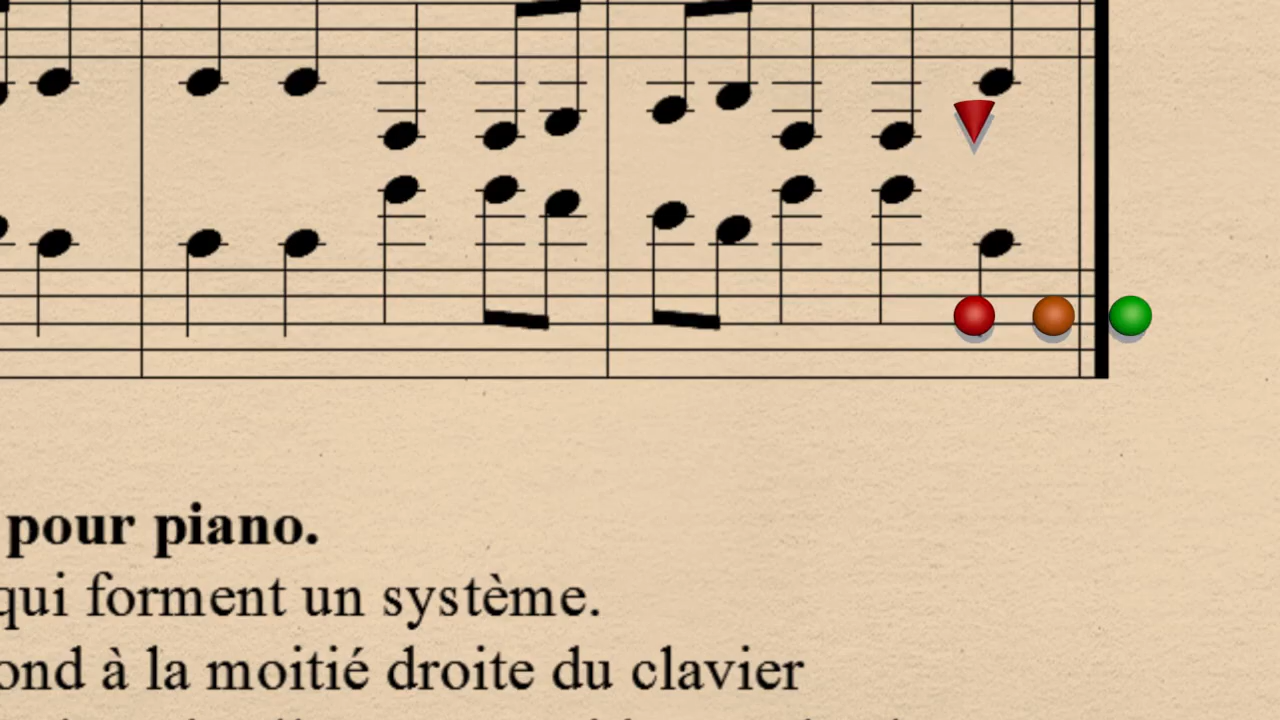 pour piano.
qui forment un système.
ond à la moitié droite du clavier